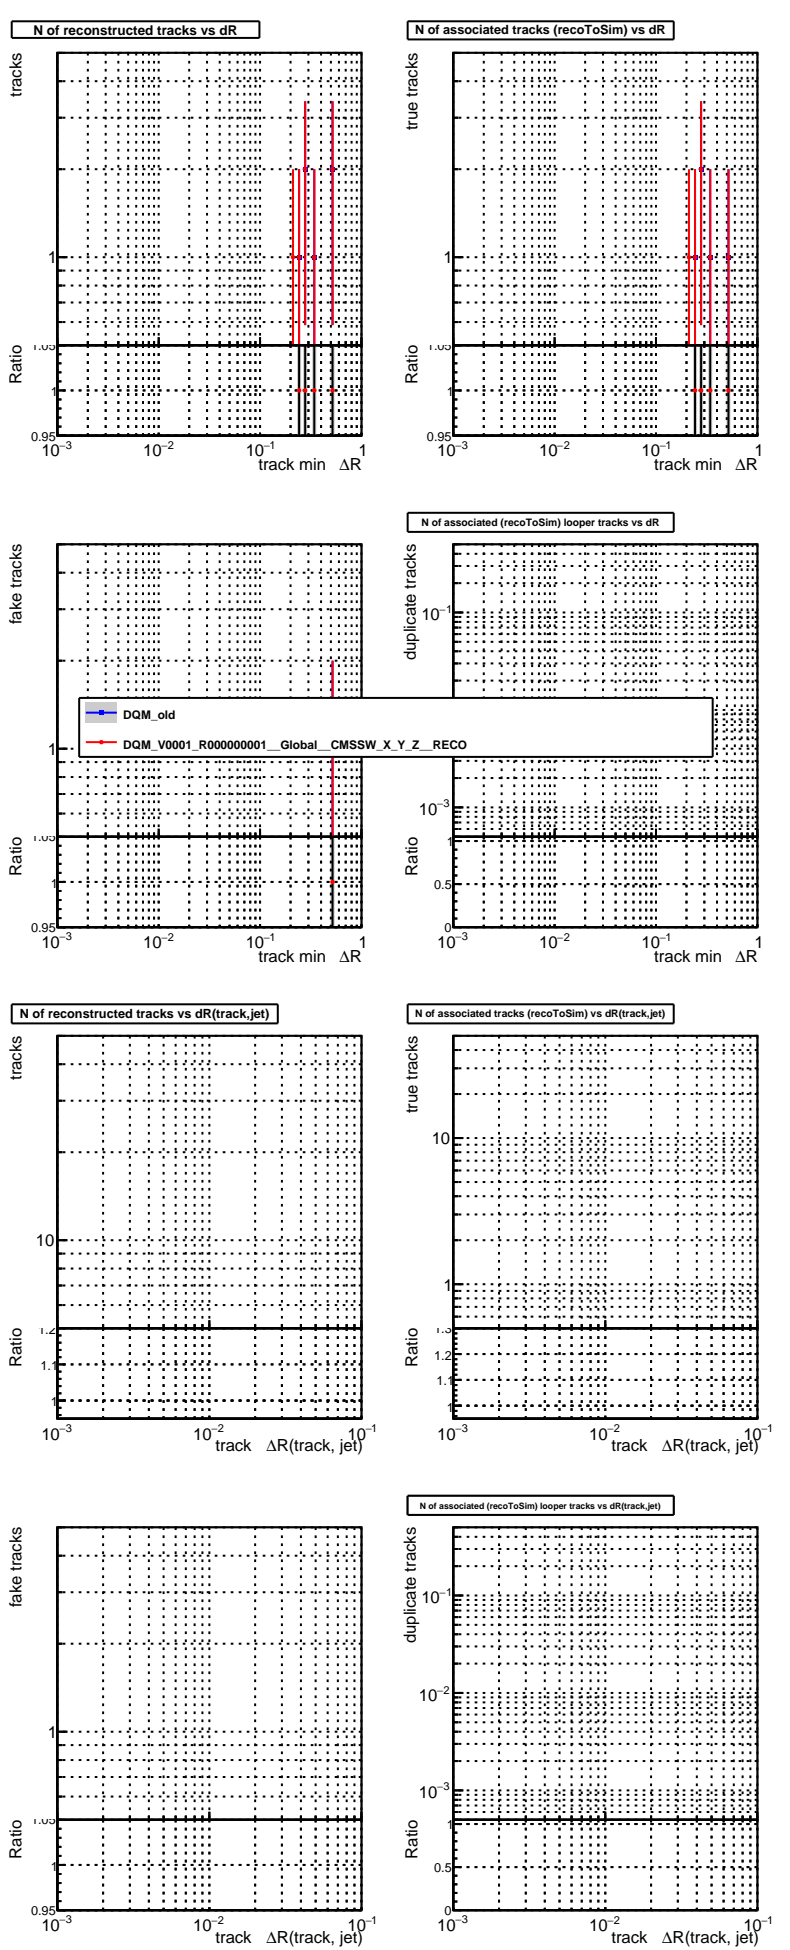 N of reconstructed tracks vs dR
N of associated tracks (recoToSim) vs dR
tracks
1
Ratio
1.05
1
0.95
10−3
10−2
10−1
1
track min ΔR
true tracks
1
Ratio
1.05
1
0.95
10−3
10−2
10−1
1
track min ΔR
N of associated (recoToSim) looper tracks vs dR
fake tracks
1
Ratio
1.05
1
0.95
10−3
10−2
10−1
1
track min ΔR
duplicate tracks
10−1
10−3
Ratio
1
0.5
0
10−3
10−2
10−1
1
track min ΔR
DQM_old
DQM_V0001_R000000001__Global__CMSSW_X_Y_Z__RECO
N of reconstructed tracks vs dR(track,jet)
N of associated tracks (recoToSim) vs dR(track,jet)
tracks
10
Ratio
1.2
1.1
1
10−3
10−2
10−1
track ΔR(track, jet)
true tracks
10
1
Ratio
1.3
1.2
1.1
1
10−3
10−2
10−1
track ΔR(track, jet)
N of associated (recoToSim) looper tracks vs dR(track,jet)
fake tracks
1
Ratio
1.05
1
0.95
10−3
10−2
10−1
track ΔR(track, jet)
duplicate tracks
10−1
10−2
10−3
Ratio
1
0.5
0
10−3
10−2
10−1
track ΔR(track, jet)